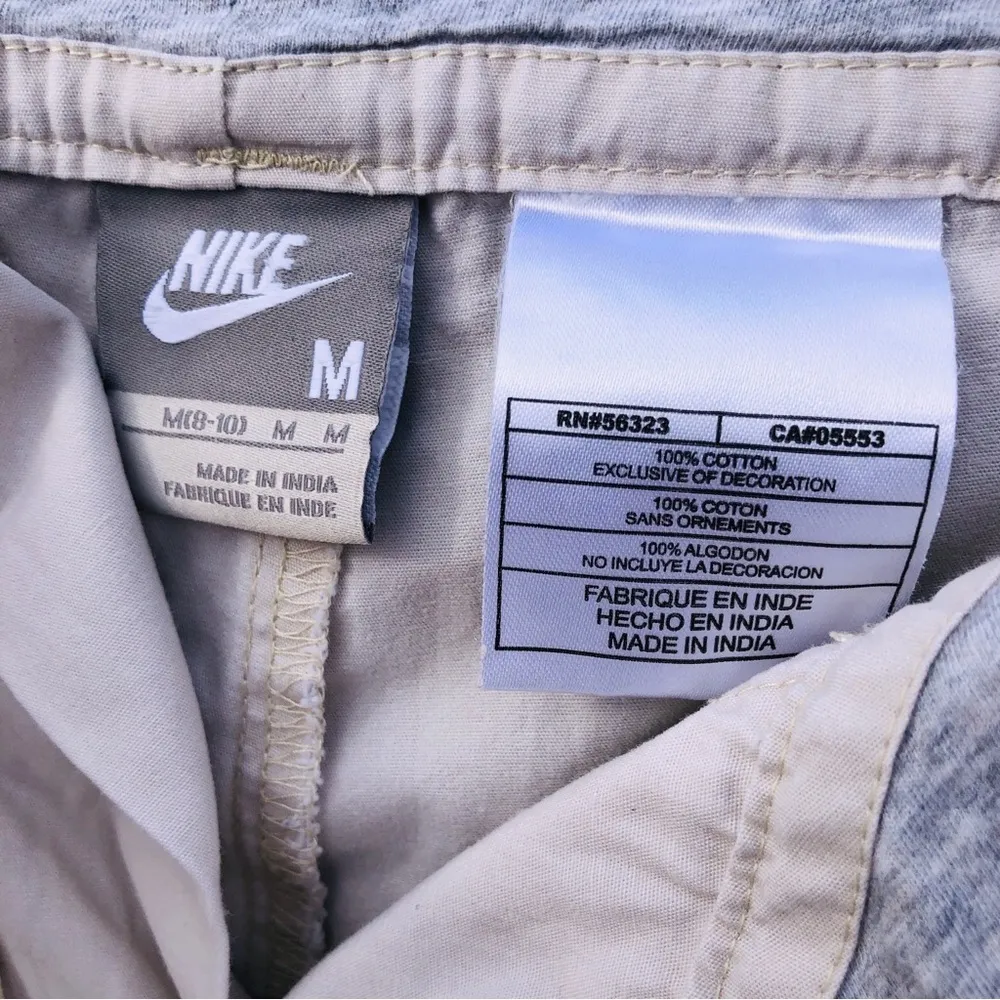 NIKE
M
M(8-10) M M
MADE IN INDIA
FABRIQUE EN INDE
RN#56323 CA#05553
100% COTTON
EXCLUSIVE OF DECORATION
100% COTON
SANS ORNEMENTS
100% ALGODON
NO INCLUYE LA DECORACION
FABRIQUE EN INDE
HECHO EN INDIA
MADE IN INDIA